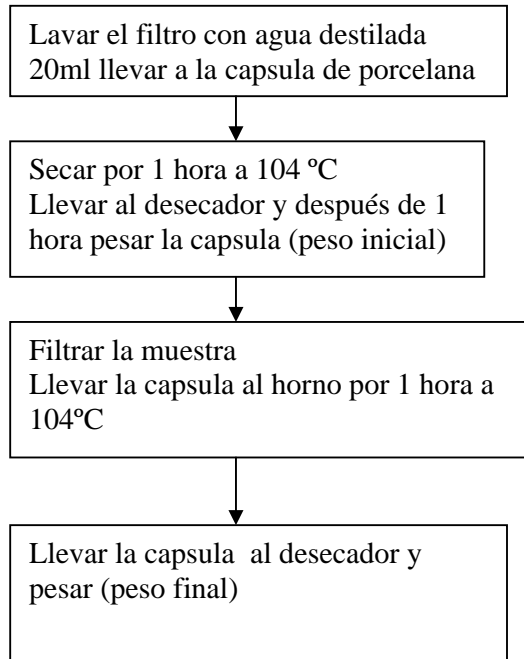 Lavar el filtro con agua destilada
20ml llevar a la capsula de porcelana
Secar por 1 hora a 104 ºC
Llevar al desecador y después de 1
hora pesar la capsula (peso inicial)
Filtrar la muestra
Llevar la capsula al horno por 1 hora a
104ºC
Llevar la capsula  al desecador y
pesar (peso final)